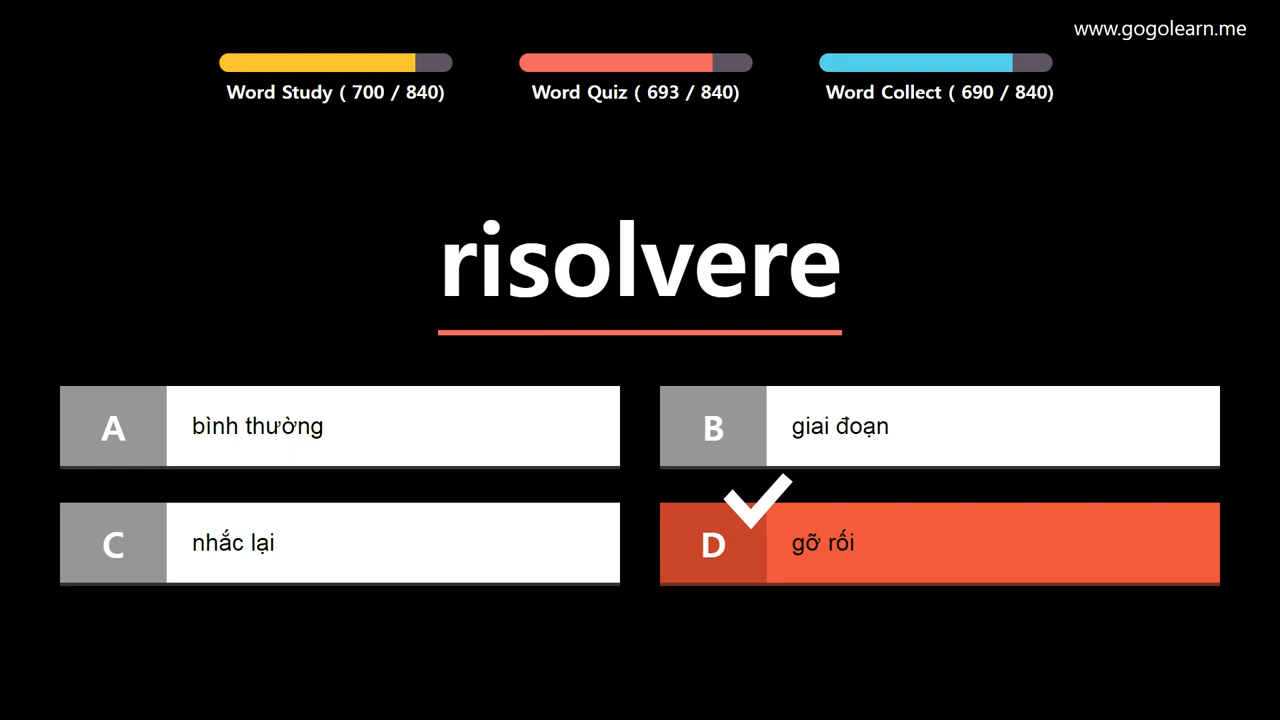 www.gogolearn.me
Word Study ( 700 / 840)
Word Quiz ( 693 / 840)
Word Collect ( 690 / 840)
risolvere
A bình thường
B giai đoạn
C nhắc lại
D gỡ rối